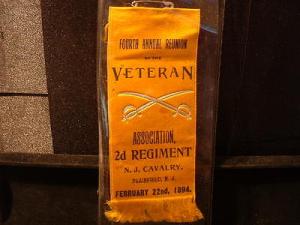 FOURTH ANNUAL REUNION
OF THE
VETERAN
ASSOCIATION,
2d REGIMENT
N. J. CAVALRY.
PLAINFIELD, N. J.
FEBRUARY 22nd, 1894.